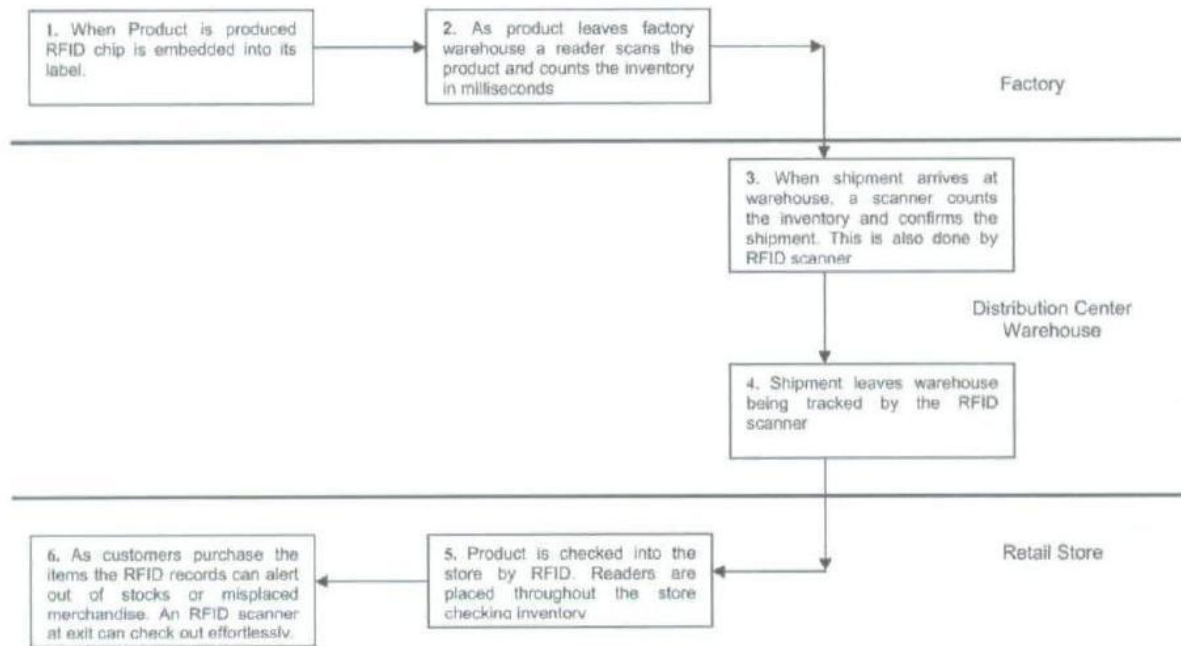 1. When Product is produced
RFID chip is embedded into its
label.
2. As product leaves factory
warehouse a reader scans the
product and counts the inventory
in milliseconds
Factory
3. When shipment arrives at
warehouse, a scanner counts
the inventory and confirms the
shipment. This is also done by
RFID scanner
Distribution Center
Warehouse
4. Shipment leaves warehouse
being tracked by the RFID
scanner
Retail Store
5. Product is checked into the
store by RFID. Readers are
placed throughout the store
checking inventory
6. As customers purchase the
items the RFID records can alert
out of stocks or misplaced
merchandise. An RFID scanner
at exit can check out effortlessly.